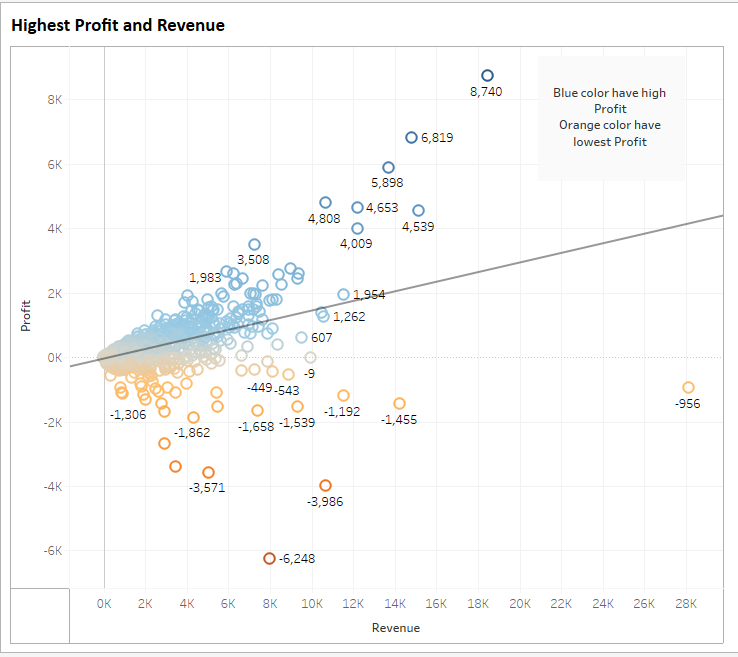 Highest Profit and Revenue
Blue color have high
Profit
Orange color have
lowest Profit
8,740
6,819
5,898
4,808
4,653
4,539
4,009
3,508
1,983
1,954
1,262
607
-9
-449
-543
-956
-1,306
-1,192
-1,455
-1,862
-1,658
-1,539
-3,571
-3,986
-6,248
Profit
8K
6K
4K
2K
0K
-2K
-4K
-6K
0K 2K 4K 6K 8K 10K 12K 14K 16K 18K 20K 22K 24K 26K 28K
Revenue